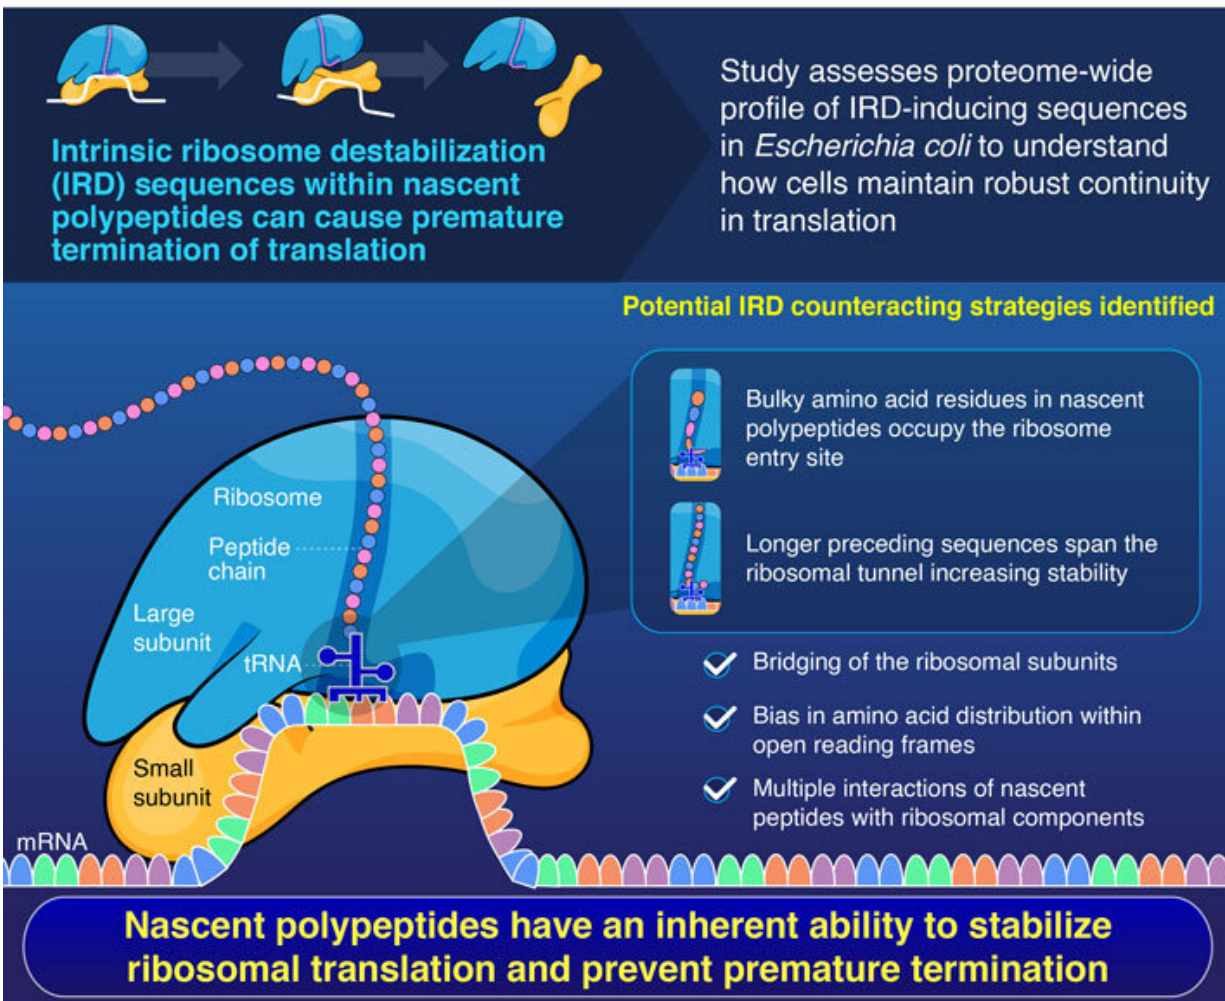 Intrinsic ribosome destabilization
(IRD) sequences within nascent
polypeptides can cause premature
termination of translation
Study assesses proteome-wide
profile of IRD-inducing sequences
in Escherichia coli to understand
how cells maintain robust continuity
in translation
Potential IRD counteracting strategies identified
Bulky amino acid residues in nascent
polypeptides occupy the ribosome
entry site
Longer preceding sequences span the
ribosomal tunnel increasing stability
Bridging of the ribosomal subunits
Bias in amino acid distribution within
open reading frames
Multiple interactions of nascent
peptides with ribosomal components
Ribosome
Peptide
chain
Large
subunit
tRNA
Small
subunit
mRNA
Nascent polypeptides have an inherent ability to stabilize
ribosomal translation and prevent premature termination